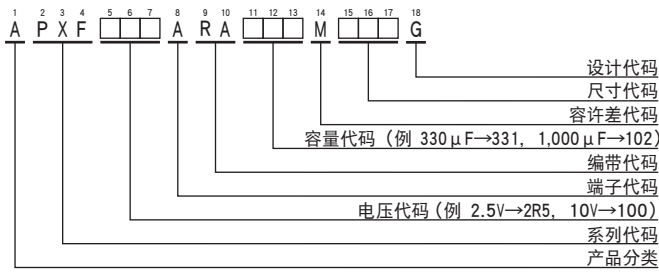 1 2 3 4 5 6 7 8 9 10 11 12 13 14 15 16 17 18
A PXF □□□ A RA □□□ M □□□ G
设计代码
尺寸代码
容许差代码
容量代码（例 330μF→331, 1,000μF→102）
编带代码
端子代码
电压代码（例 2.5V→2R5, 10V→100）
系列代码
产品分类